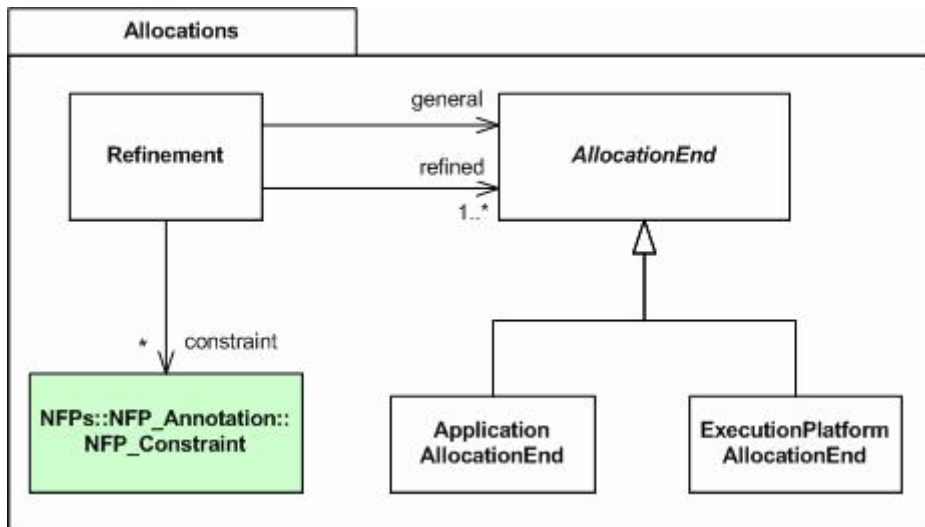 Allocations
general
Refinement
AllocationEnd
refined
1..*
* constraint
NFPs::NFP_Annotation::
NFP_Constraint
Application
AllocationEnd
ExecutionPlatform
AllocationEnd